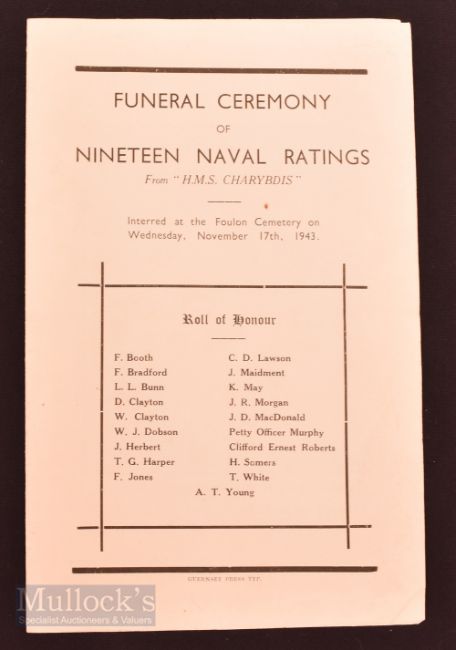 FUNERAL CEREMONY
OF
NINETEEN NAVAL RATINGS
From "H.M.S. CHARYBDIS"
Interred at the Foulon Cemetery on
Wednesday, November 17th, 1943.
Roll of Honour
F. Booth
F. Bradford
L. L. Bunn
D. Clayton
W. Clayton
W. J. Dobson
J. Herbert
T. G. Harper
F. Jones
C. D. Lawson
J. Maidment
K. May
J. R. Morgan
J. D. MacDonald
Petty Officer Murphy
Clifford Ernest Roberts
H. Somers
T. White
A. T. Young
GUERNSEY PRESS TYP.
Mullock's
Specialist Auctioneers & Valuers